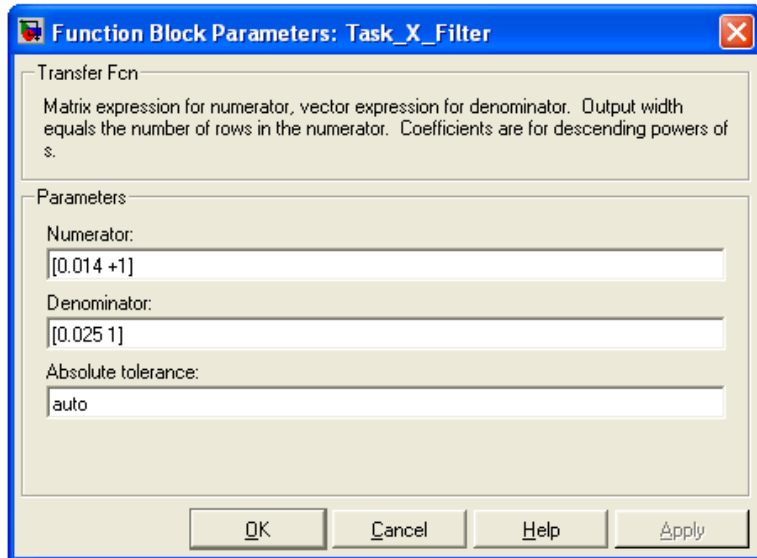 Function Block Parameters: Task_X_Filter
Transfer Fcn
Matrix expression for numerator, vector expression for denominator.  Output width
equals the number of rows in the numerator.  Coefficients are for descending powers of
s.
Parameters
Numerator:
[0.014 +1]
Denominator:
[0.025 1]
Absolute tolerance:
auto
OK Cancel Help Apply